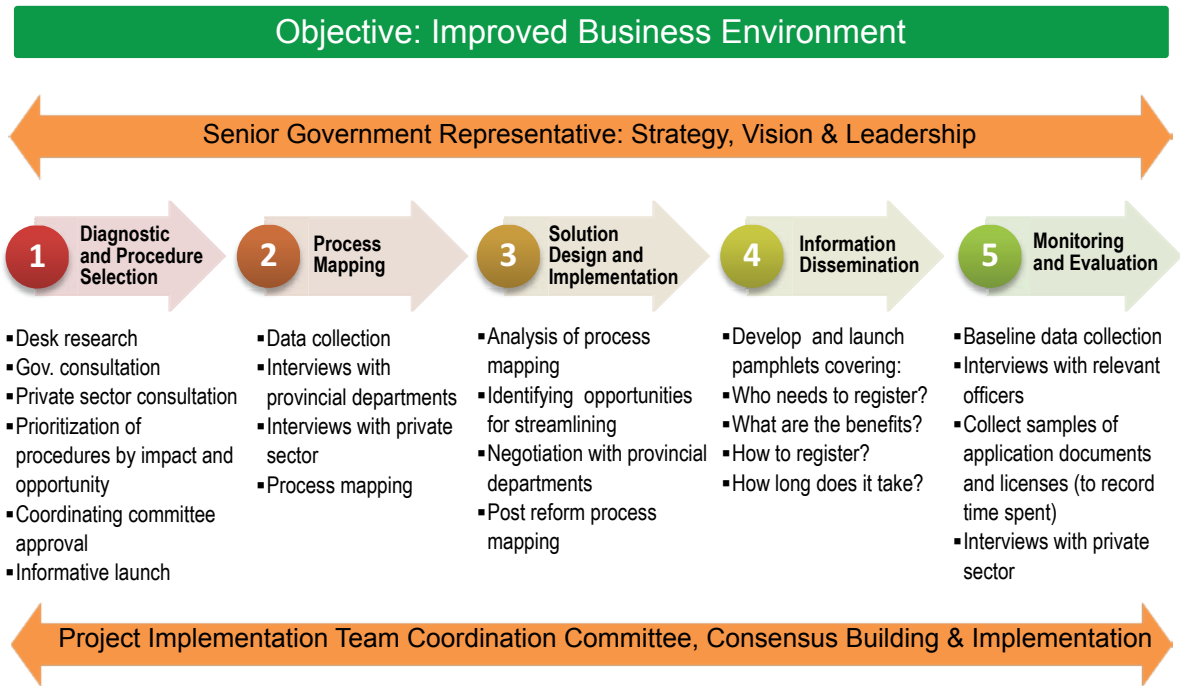 Objective: Improved Business Environment
Senior Government Representative: Strategy, Vision & Leadership
1
Diagnostic
and Procedure
Selection
▪Desk research
▪Gov. consultation
▪Private sector consultation
▪Prioritization of
procedures by impact and
opportunity
▪Coordinating committee
approval
▪Informative launch
2
Process
Mapping
▪Data collection
▪Interviews with
provincial departments
▪Interviews with private
sector
▪Process mapping
3
Solution
Design and
Implementation
▪Analysis of process
mapping
▪Identifying opportunities
for streamlining
▪Negotiation with provincial
departments
▪Post reform process
mapping
4
Information
Dissemination
▪Develop and launch
pamphlets covering:
▪Who needs to register?
▪What are the benefits?
▪How to register?
▪How long does it take?
5
Monitoring
and Evaluation
▪Baseline data collection
▪Interviews with relevant
officers
▪Collect samples of
application documents
and licenses (to record
time spent)
▪Interviews with private
sector
Project Implementation Team Coordination Committee, Consensus Building & Implementation